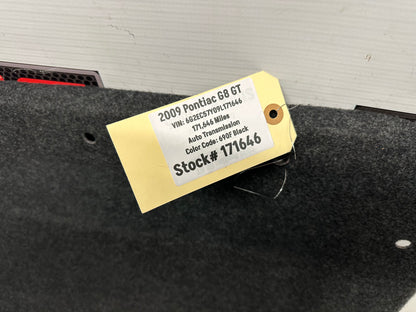 2009 Pontiac G8 GT
VIN: 6G2EC57Y09L171646
171,646 Miles
Auto Transmission
Color Code: 690F Black
Stock# 171646